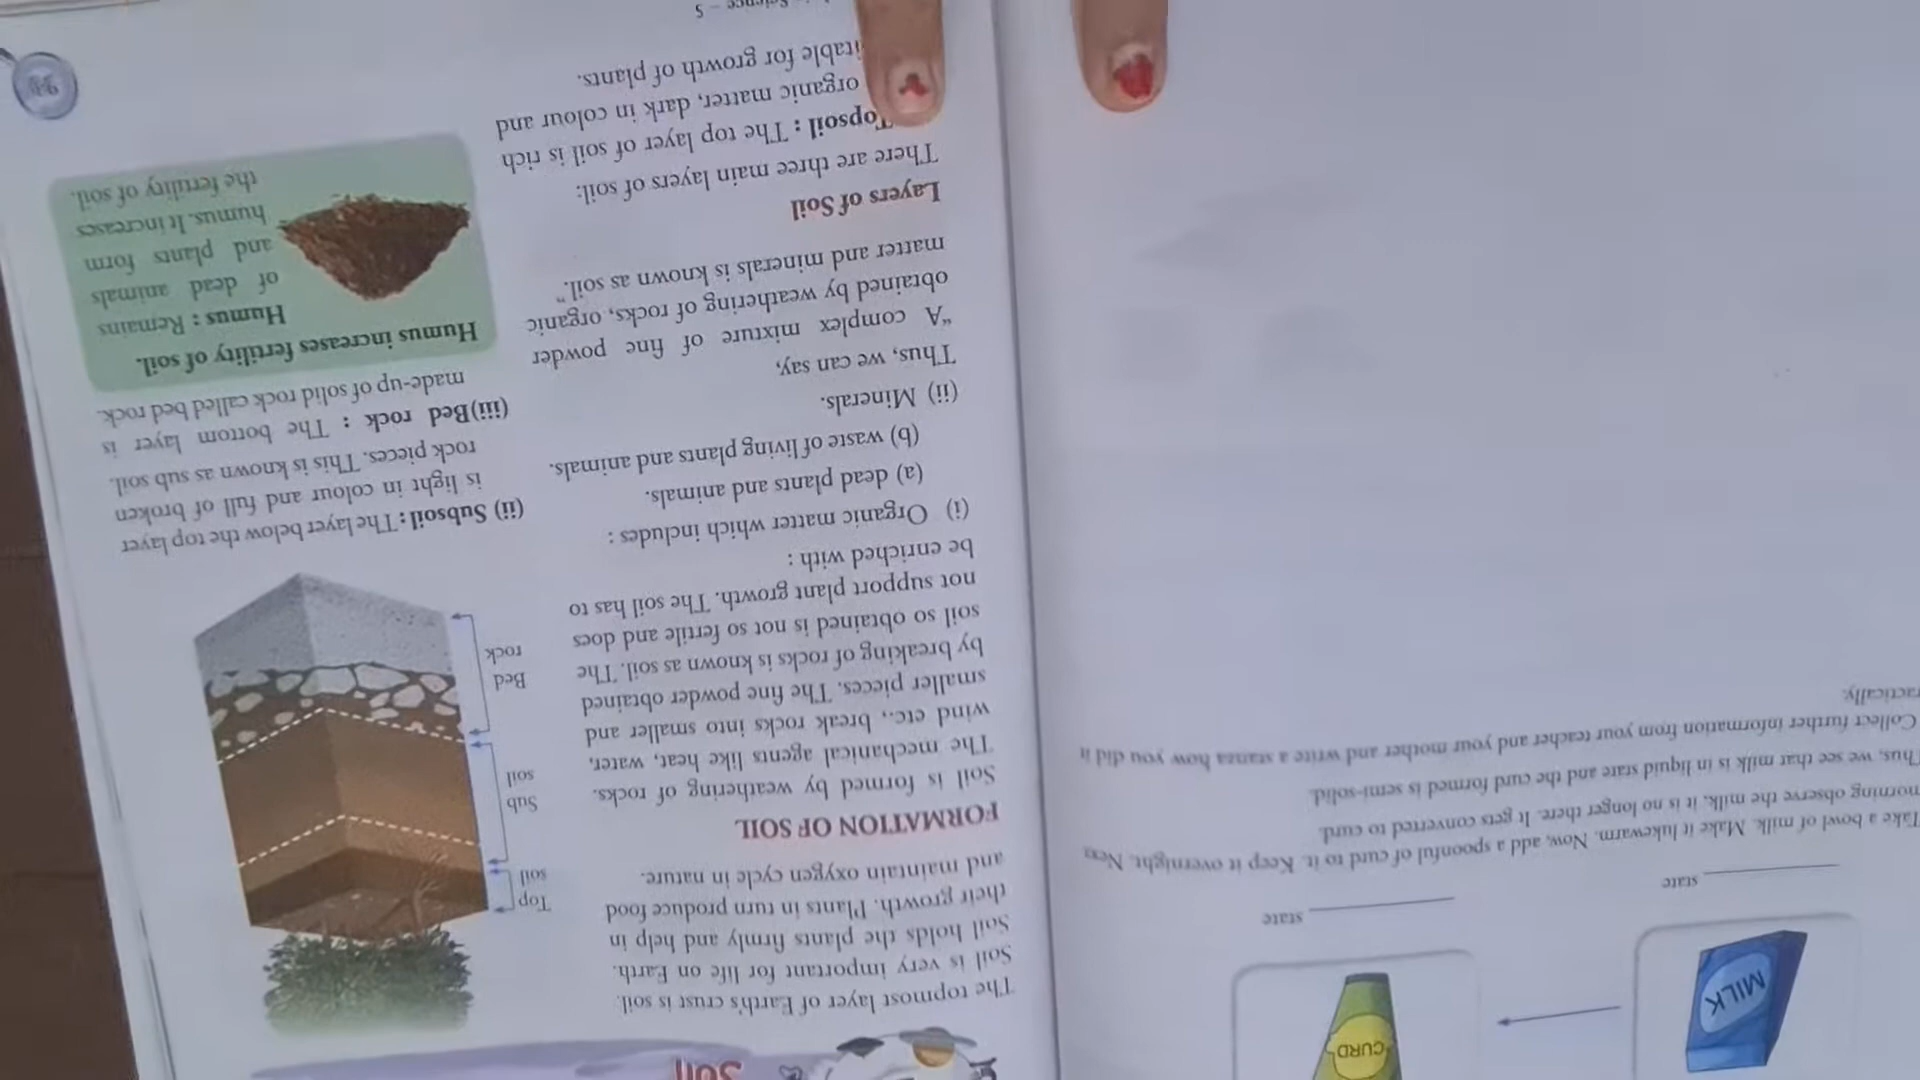 MILK
CURD
state
state
Take a bowl of milk. Make it lukewarm. Now, add a spoonful of curd to it. Keep it overnight. Next
morning observe the milk, it is no longer there. It gets converted to curd.
Thus, we see that milk is in liquid state and the curd formed is semi-solid.
Collect further information from your teacher and your mother and write a stanza how you did it
Soil
The topmost layer of Earth's crust is soil.
Soil is very important for life on Earth.
Soil holds the plants firmly and help in
their growth. Plants in turn produce food
and maintain oxygen cycle in nature.
FORMATION OF SOIL
Soil is formed by weathering of rocks.
The mechanical agents like heat, water,
wind etc., break rocks into smaller and
smaller pieces. The fine powder obtained
by breaking of rocks is known as soil. The
soil so obtained is not so fertile and does
not support plant growth. The soil has to
be enriched with :
(i) Organic matter which includes :
(a) dead plants and animals.
(b) waste of living plants and animals.
(ii) Minerals.
Thus, we can say,
“A complex mixture of fine powder
obtained by weathering of rocks, organic
matter and minerals is known as soil.”
Layers of Soil
There are three main layers of soil:
Topsoil : The top layer of soil is rich
organic matter, dark in colour and
itable for growth of plants.
Science - 5
Top
soil
Sub
soil
Bed
rock
(ii) Subsoil : The layer below the top layer
is light in colour and full of broken
rock pieces. This is known as sub soil.
(iii)Bed rock : The bottom layer is
made-up of solid rock called bed rock.
Humus increases fertility of soil.
Humus : Remains
of dead animals
and plants form
humus. It increases
the fertility of soil.